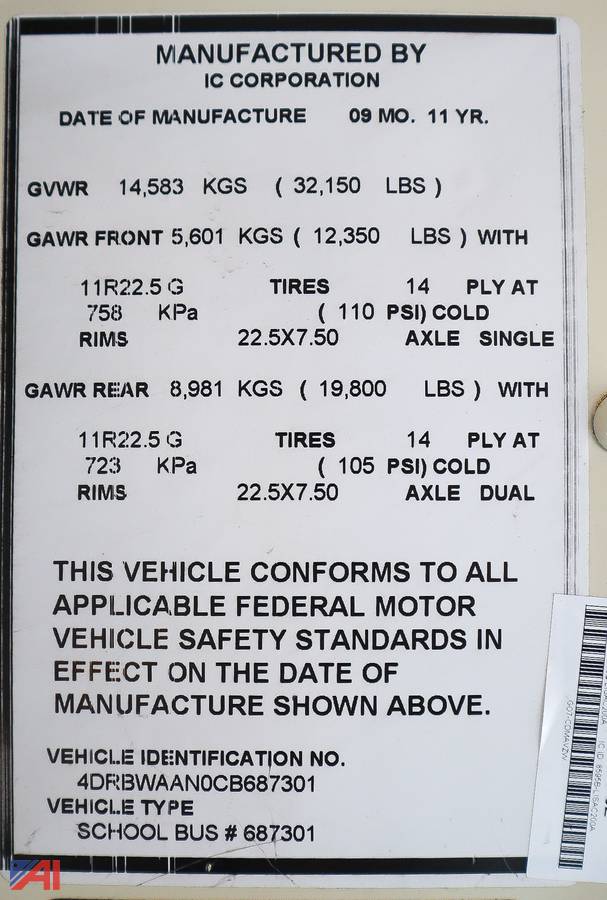 MANUFACTURED BY
IC CORPORATION
DATE OF MANUFACTURE 09 MO. 11 YR.
GVWR 14,583 KGS ( 32,150 LBS )
GAWR FRONT 5,601 KGS ( 12,350 LBS ) WITH
11R22.5 G TIRES 14 PLY AT
758 KPa ( 110 PSI) COLD
RIMS 22.5X7.50 AXLE SINGLE
GAWR REAR 8,981 KGS ( 19,800 LBS ) WITH
11R22.5 G TIRES 14 PLY AT
723 KPa ( 105 PSI) COLD
RIMS 22.5X7.50 AXLE DUAL
THIS VEHICLE CONFORMS TO ALL
APPLICABLE FEDERAL MOTOR
VEHICLE SAFETY STANDARDS IN
EFFECT ON THE DATE OF
MANUFACTURE SHOWN ABOVE.
VEHICLE IDENTIFICATION NO.
4DRBWAAN0CB687301
VEHICLE TYPE
SCHOOL BUS # 687301
AI